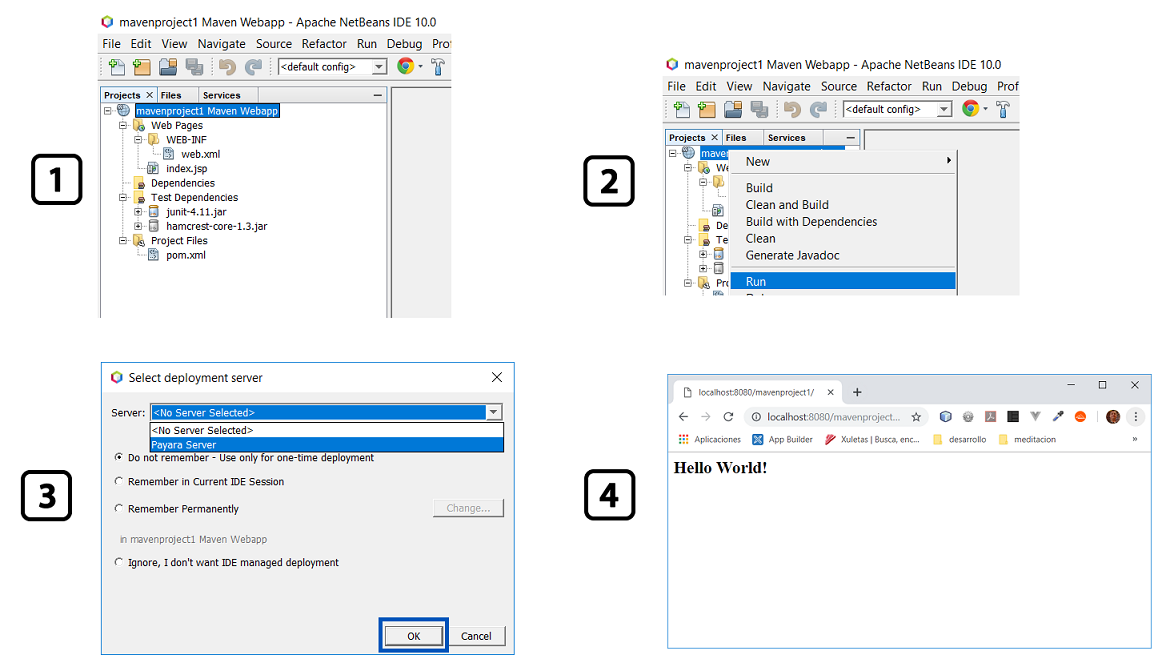 mavenproject1 Maven Webapp - Apache NetBeans IDE 10.0
File Edit View Navigate Source Refactor Run Debug Pro
<default config>
Projects Files Services
mavenproject1 Maven Webapp
Web Pages
WEB-INF
web.xml
index.jsp
Dependencies
Test Dependencies
junit-4.11.jar
hamcrest-core-1.3.jar
Project Files
pom.xml
1
mavenproject1 Maven Webapp - Apache NetBeans IDE 10.0
File Edit View Navigate Source Refactor Run Debug Prof
<default config>
Projects Files Services
maven
We
De
Te
Pro
New
Build
Clean and Build
Build with Dependencies
Clean
Generate Javadoc
Run
2
Select deployment server
Server: <No Server Selected>
<No Server Selected>
Payara Server
Do not remember - Use only for one-time deployment
Remember in Current IDE Session
Remember Permanently
Change...
in mavenproject1 Maven Webapp
Ignore, I don't want IDE managed deployment
OK Cancel
3
localhost:8080/mavenproject1/
localhost:8080/mavenproject...
Aplicaciones App Builder Xuletas | Busca, enc... desarrollo meditacion »
Hello World!
4